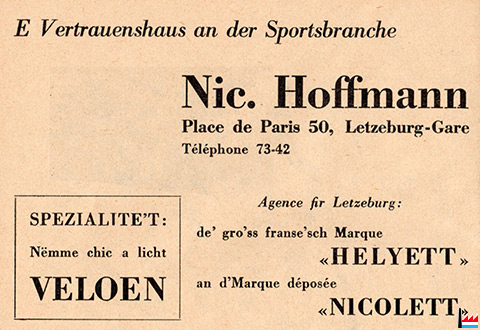 E Vertrauenshaus an der Sportsbranche
Nic. Hoffmann
Place de Paris 50, Letzeburg-Gare
Téléphone 73-42
SPEZIALITE'T:
Nëmme chic a licht
VELOEN
Agence fir Letzeburg:
de' gro'ss franse'sch Marque
«HELYETT»
an d'Marque déposée
«NICOLETT»